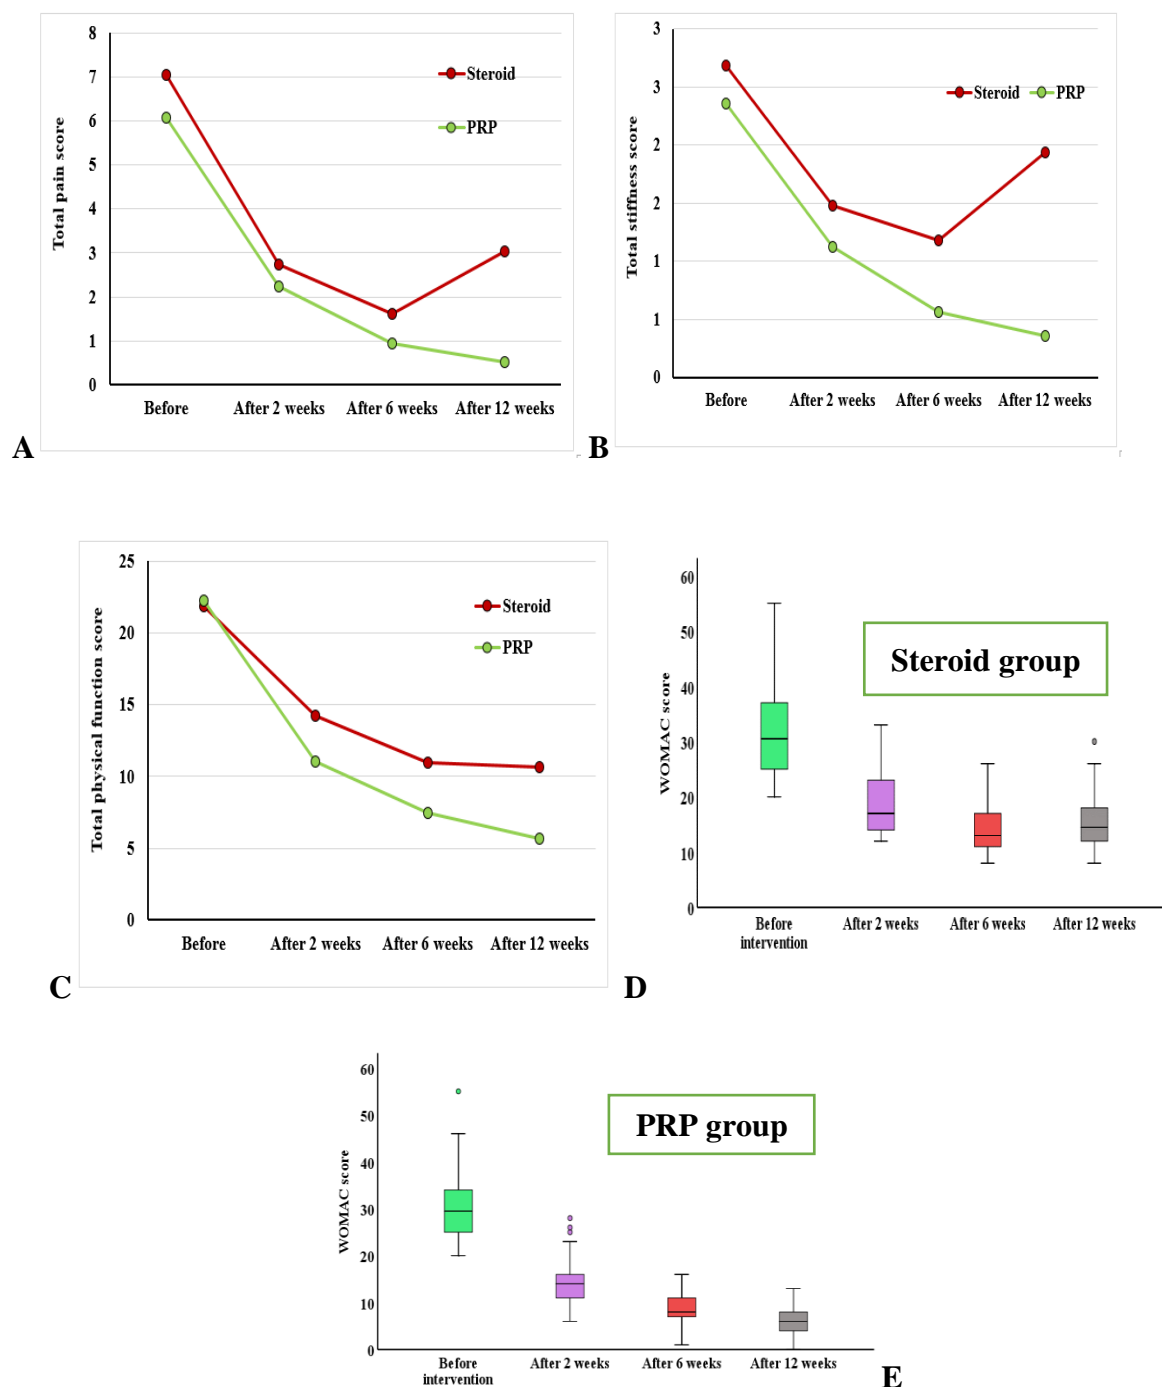 8
7
6
5
4
3
2
1
0
Total pain score
Steroid
PRP
Before
After 2 weeks
After 6 weeks
After 12 weeks
A
3
3
2
2
1
1
0
Total stiffness score
Steroid
PRP
Before
After 2 weeks
After 6 weeks
After 12 weeks
B
25
20
15
10
5
0
Total physical function score
Steroid
PRP
Before
After 2 weeks
After 6 weeks
After 12 weeks
C
60
50
40
30
20
10
0
WOMAC score
Steroid group
Before
intervention
After 2 weeks
After 6 weeks
After 12 weeks
D
60
50
40
30
20
10
0
WOMAC score
PRP group
Before
intervention
After 2 weeks
After 6 weeks
After 12 weeks
E